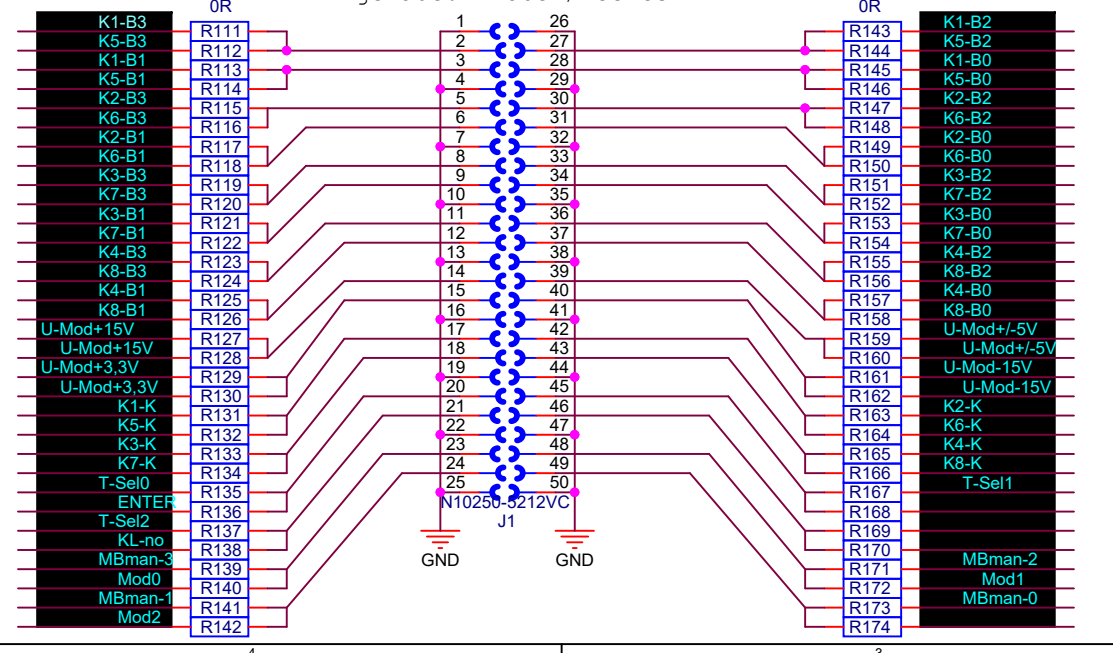 0R
0R
K1-B3 R111 1 26 R143 K1-B2
K5-B3 R112 2 27 R144 K5-B2
K1-B1 R113 3 28 R145 K1-B0
K5-B1 R114 4 29 R146 K5-B0
K2-B3 R115 5 30 R147 K2-B2
K6-B3 R116 6 31 R148 K6-B2
K2-B1 R117 7 32 R149 K2-B0
K6-B1 R118 8 33 R150 K6-B0
K3-B3 R119 9 34 R151 K3-B2
K7-B3 R120 10 35 R152 K7-B2
K3-B1 R121 11 36 R153 K3-B0
K7-B1 R122 12 37 R154 K7-B0
K4-B3 R123 13 38 R155 K4-B2
K8-B3 R124 14 39 R156 K8-B2
K4-B1 R125 15 40 R157 K4-B0
K8-B1 R126 16 41 R158 K8-B0
U-Mod+15V R127 17 42 R159 U-Mod+/-5V
U-Mod+15V R128 18 43 R160 U-Mod+/-5V
U-Mod+3,3V R129 19 44 R161 U-Mod-15V
U-Mod+3,3V R130 20 45 R162 U-Mod-15V
K1-K R131 21 46 R163 K2-K
K5-K R132 22 47 R164 K6-K
K3-K R133 23 48 R165 K4-K
K7-K R134 24 49 R166 K8-K
T-Sel0 R135 25 50 R167 T-Sel1
ENTER R136 N10250-5212VC R168
T-Sel2 R137 J1 R169
KL-no R138 GND GND R170
MBman-3 R139 R171 MBman-2
Mod0 R140 R172 Mod1
MBman-1 R141 R173 MBman-0
Mod2 R142 R174